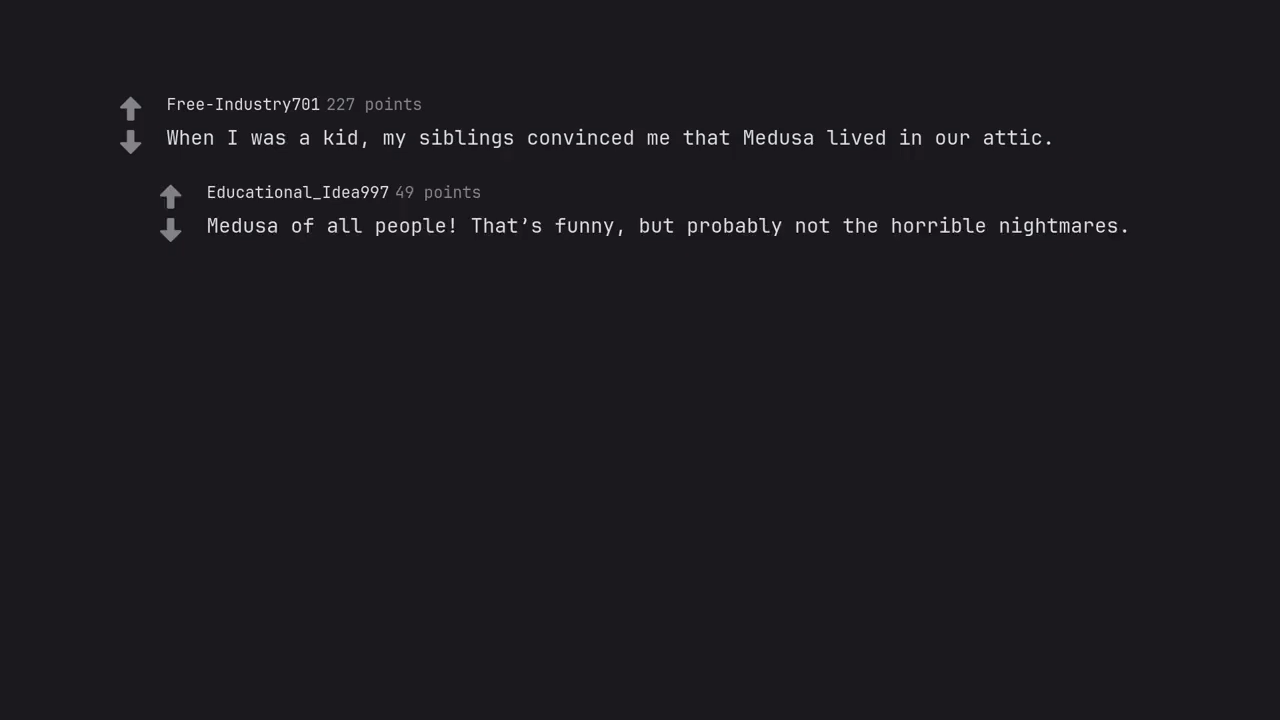 Free-Industry701 227 points
When I was a kid, my siblings convinced me that Medusa lived in our attic.
Educational_Idea997 49 points
Medusa of all people! That’s funny, but probably not the horrible nightmares.